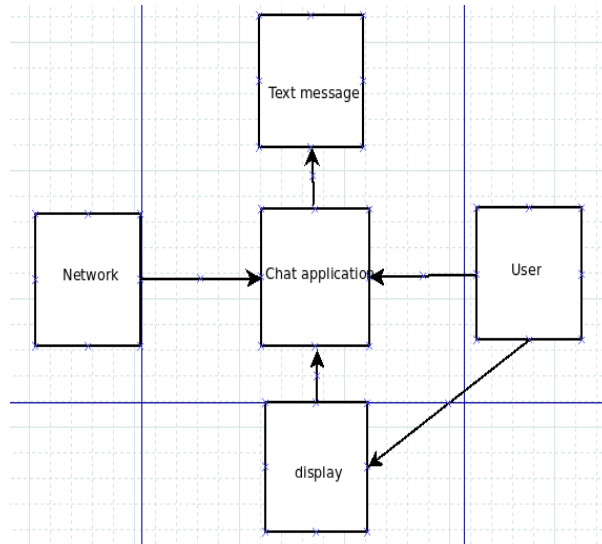 Text message
Network
Chat application
User
display